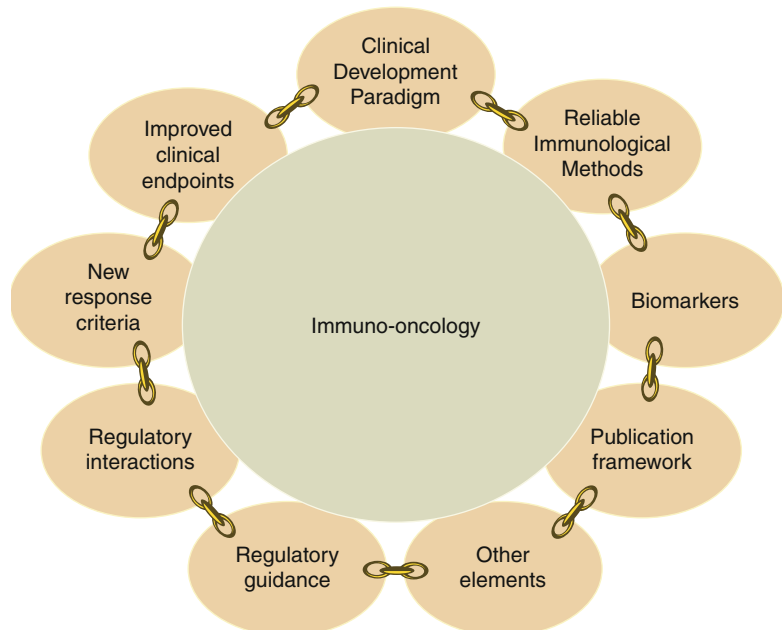 Clinical
Development
Paradigm
Reliable
Immunological
Methods
Biomarkers
Publication
framework
Other
elements
Regulatory
guidance
Regulatory
interactions
New
response
criteria
Improved
clinical
endpoints
Immuno-oncology